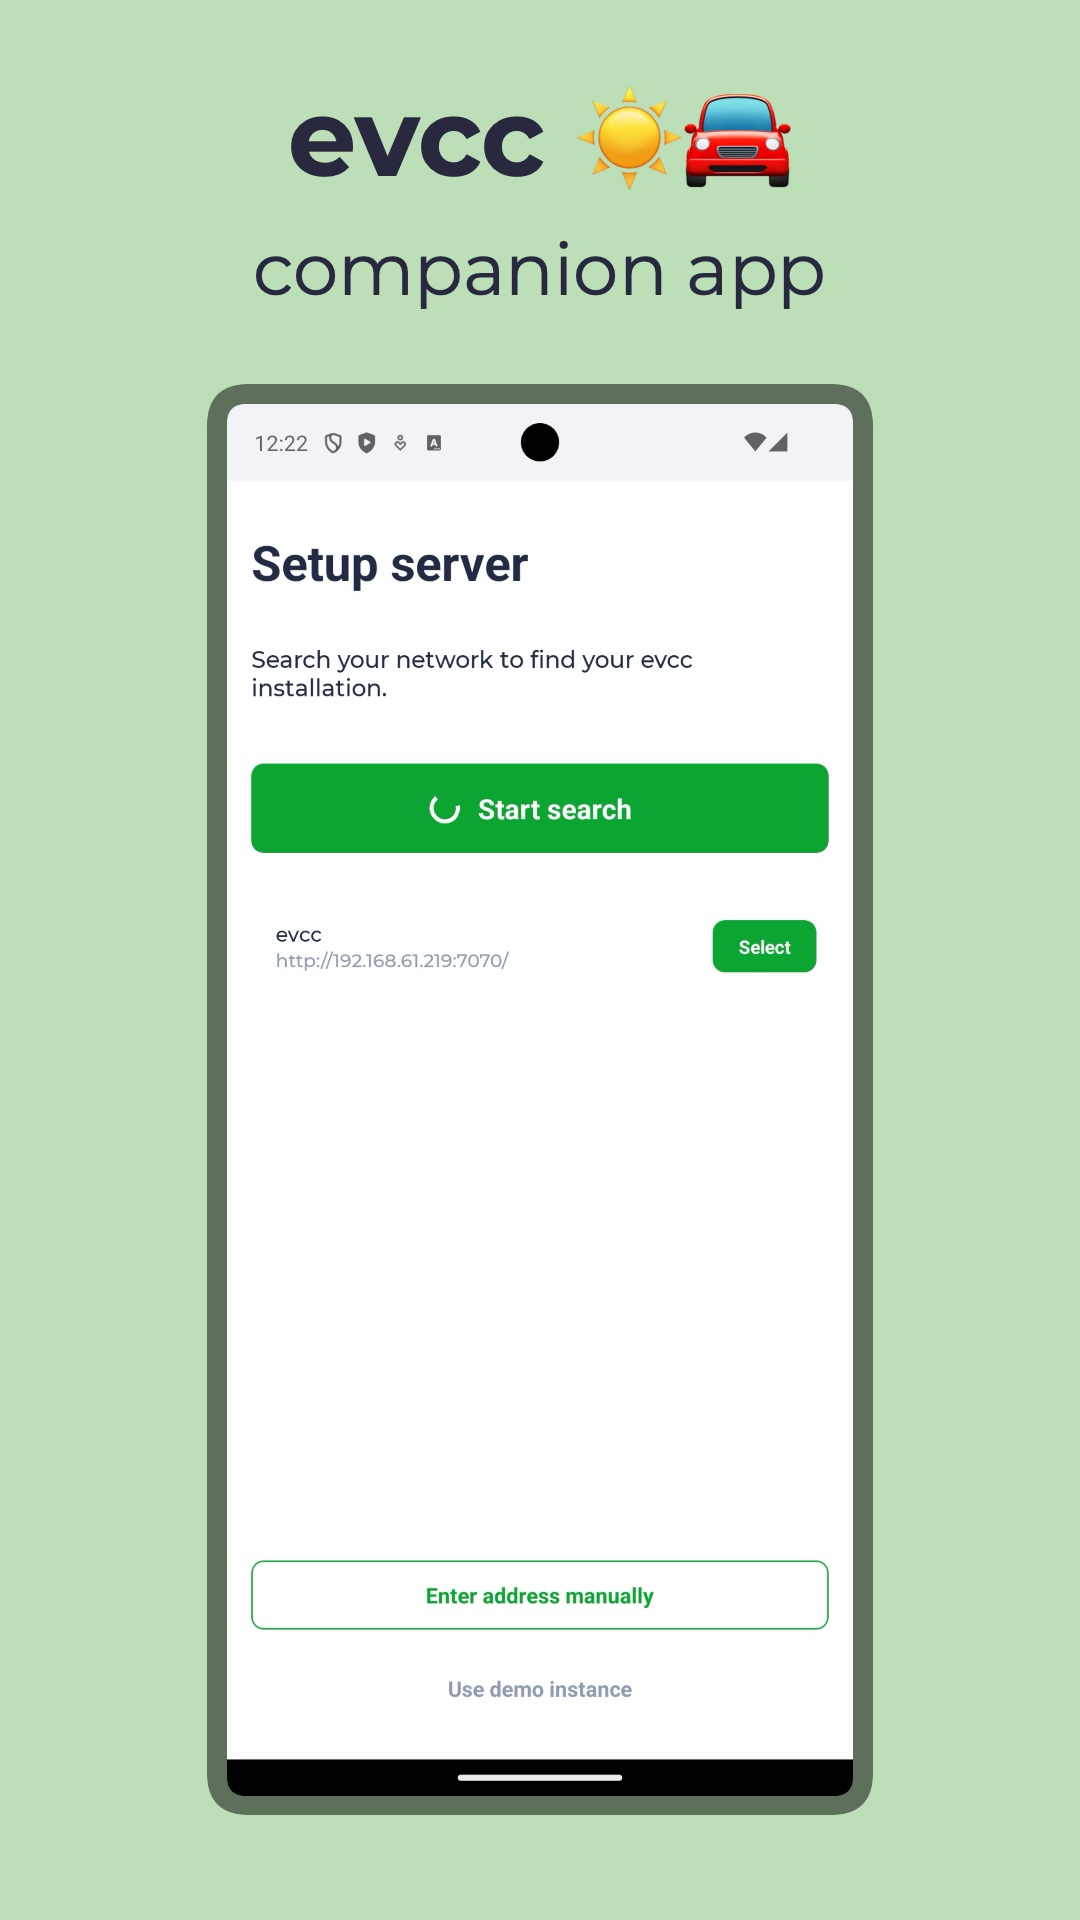 evcc ☀️🚘
companion app
12:22
Setup server
Search your network to find your evcc
installation.
Start search
evcc
http://192.168.61.219:7070/
Select
Enter address manually
Use demo instance